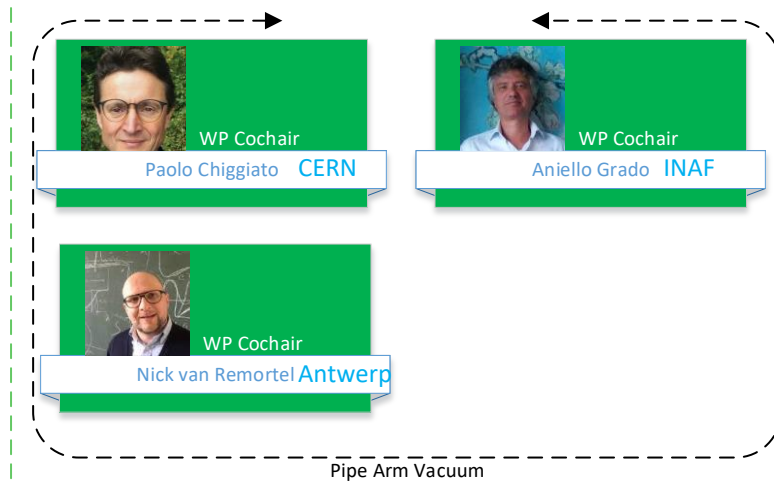 WP Cochair
Paolo Chiggiato CERN
WP Cochair
Aniello Grado INAF
WP Cochair
Nick van Remortel Antwerp
Pipe Arm Vacuum